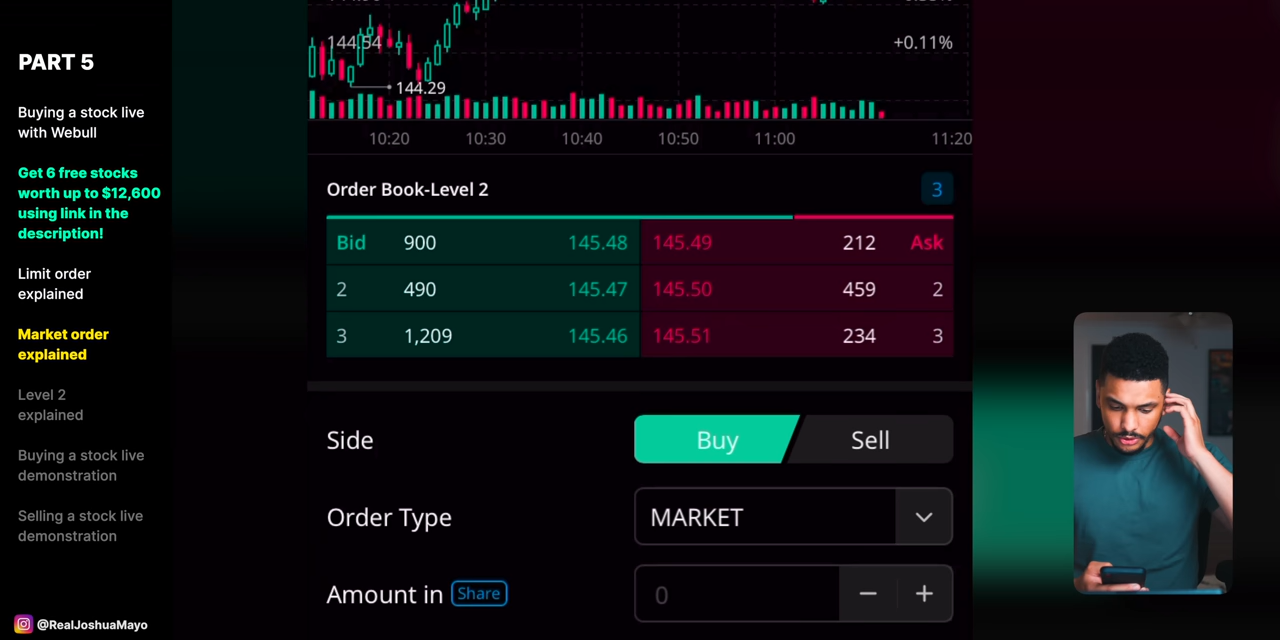 PART 5
Buying a stock live
with Webull
Get 6 free stocks
worth up to $12,600
using link in the
description!
Limit order
explained
Market order
explained
Level 2
explained
Buying a stock live
demonstration
Selling a stock live
demonstration
@RealJoshuaMayo
144.54
+0.11%
144.29
10:20 10:30 10:40 10:50 11:00 11:20
Order Book-Level 2 3
Bid 900 145.48 145.49 212 Ask
2 490 145.47 145.50 459 2
3 1,209 145.46 145.51 234 3
Side Buy Sell
Order Type MARKET
Amount in Share 0 − +